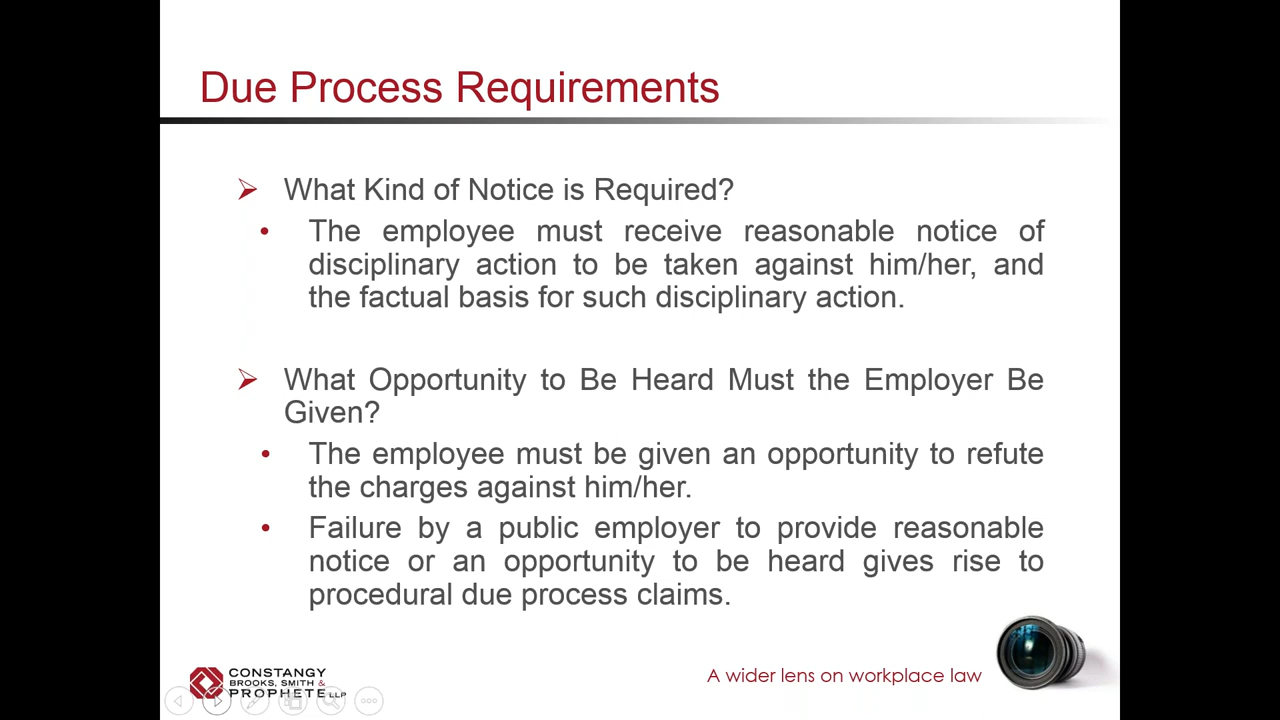 Due Process Requirements
What Kind of Notice is Required?
The employee must receive reasonable notice of
disciplinary action to be taken against him/her, and
the factual basis for such disciplinary action.
What Opportunity to Be Heard Must the Employer Be
Given?
The employee must be given an opportunity to refute
the charges against him/her.
Failure by a public employer to provide reasonable
notice or an opportunity to be heard gives rise to
procedural due process claims.
CONSTANGY
BROOKS, SMITH &
PROPHETE LLP
A wider lens on workplace law